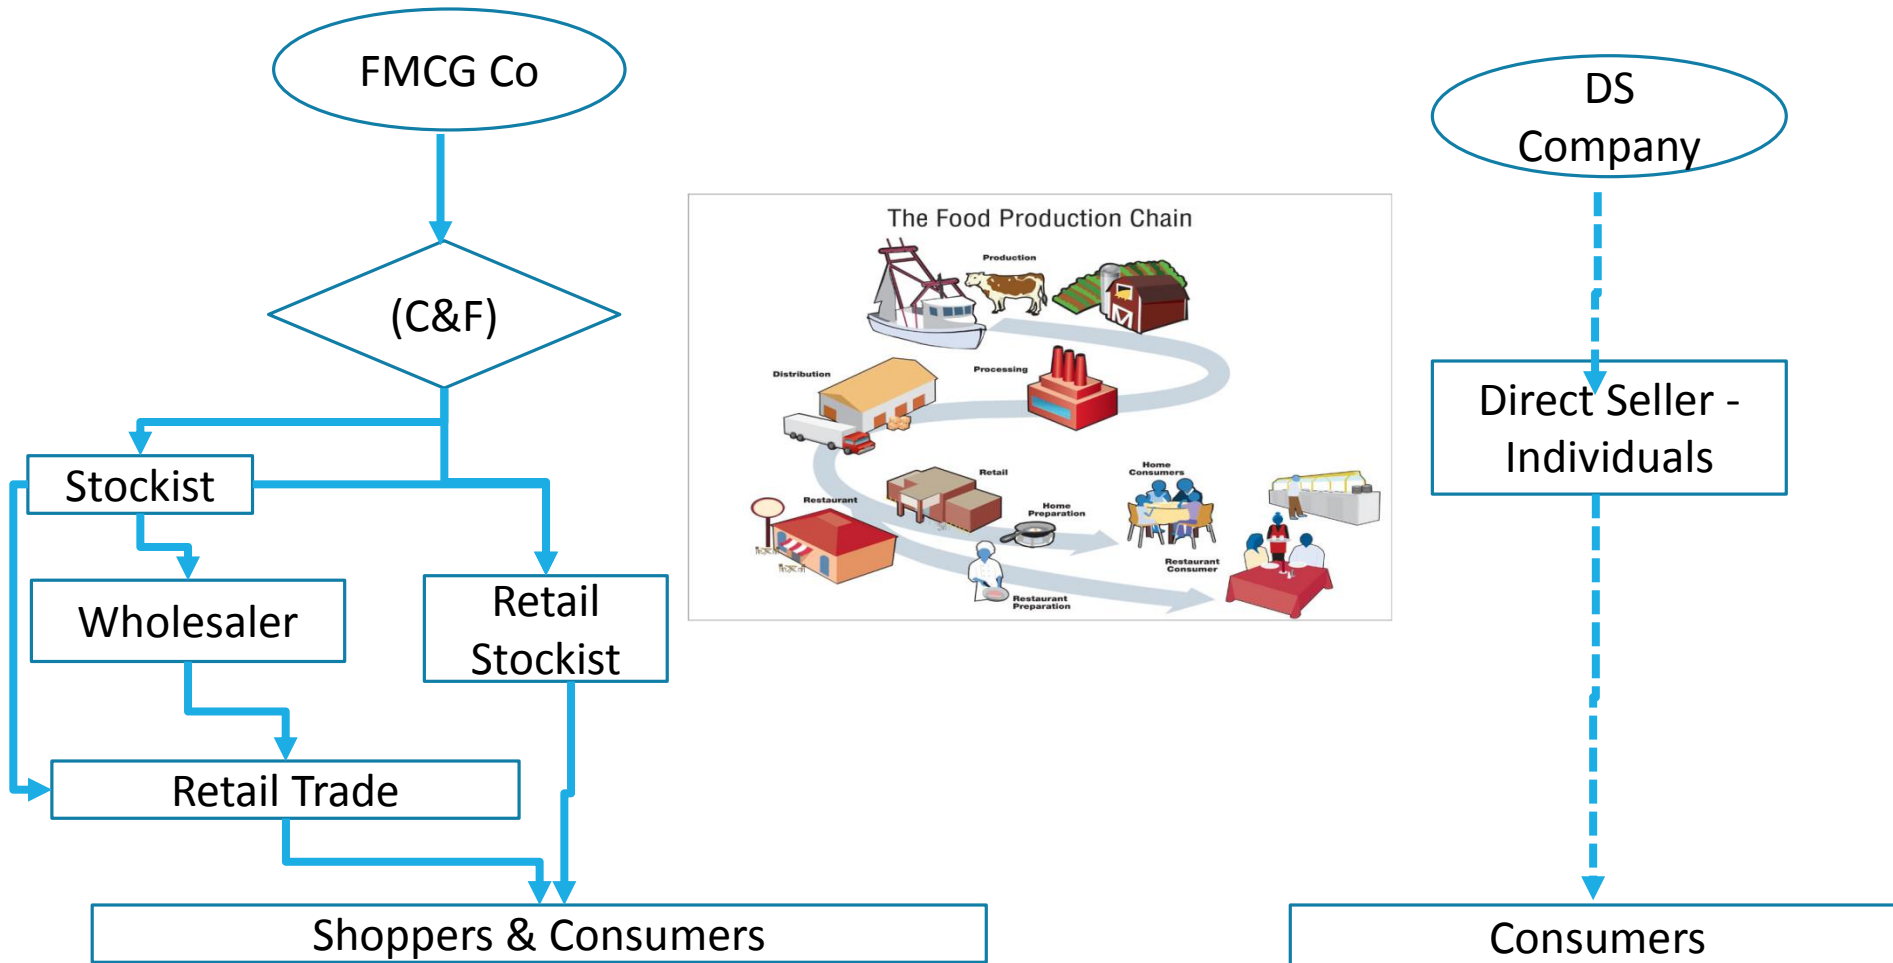 FMCG Co
(C&F)
Stockist
Wholesaler
Retail
Stockist
Retail Trade
Shoppers & Consumers
The Food Production Chain
Production
Processing
Distribution
Retail
Restaurant
Home
Preparation
Home
Consumers
Restaurant
Preparation
Restaurant
Consumer
DS
Company
Direct Seller -
Individuals
Consumers